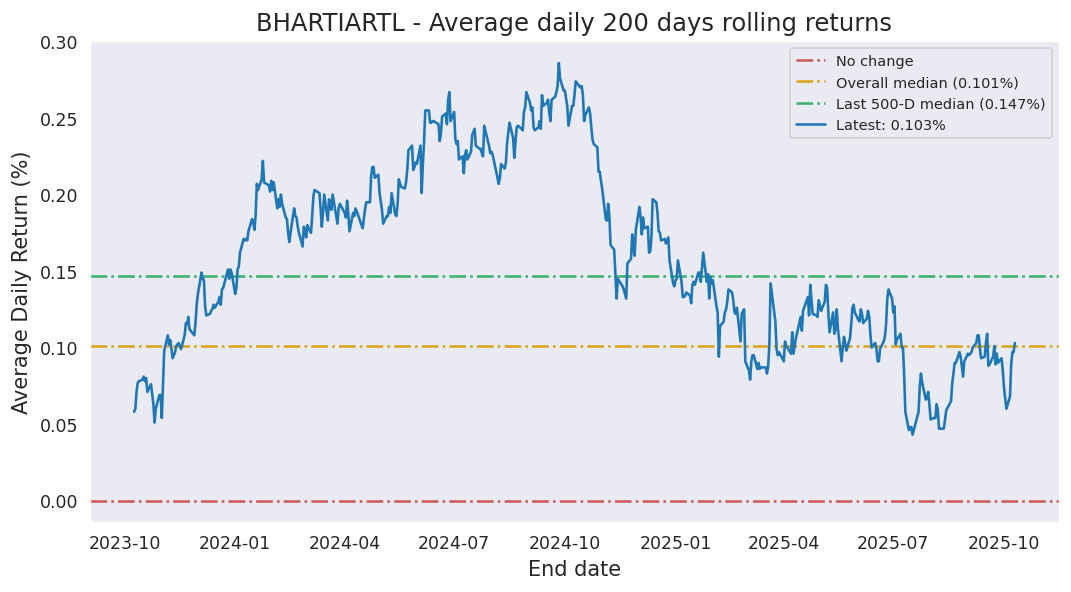 BHARTIARTL - Average daily 200 days rolling returns
No change
Overall median (0.101%)
Last 500-D median (0.147%)
Latest: 0.103%
Average Daily Return (%)
0.30
0.25
0.20
0.15
0.10
0.05
0.00
2023-10 2024-01 2024-04 2024-07 2024-10 2025-01 2025-04 2025-07 2025-10
End date